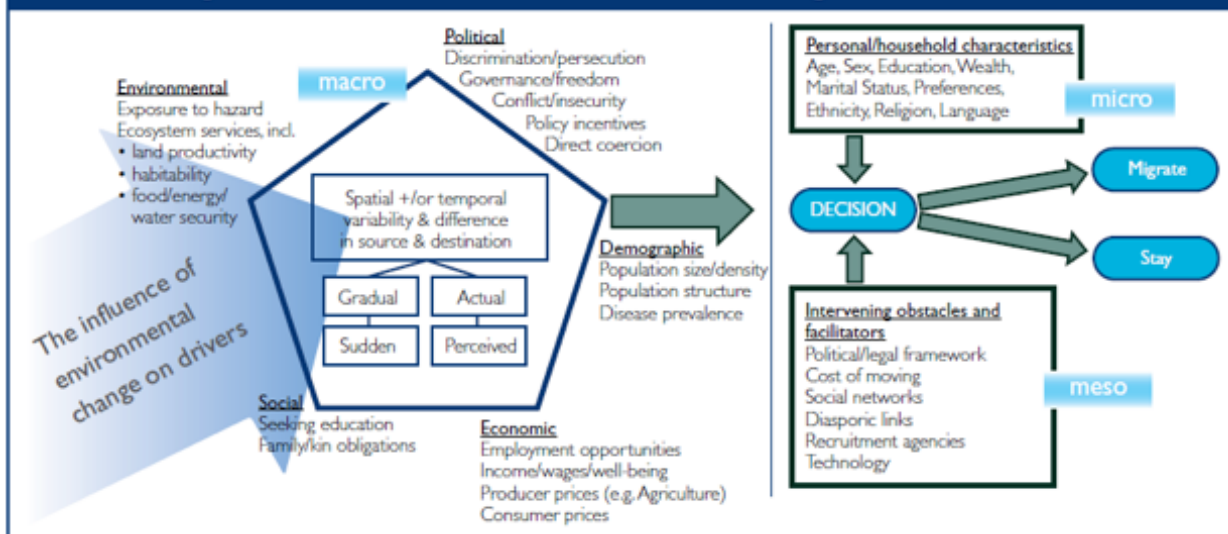 Political
Discrimination/persecution
Governance/freedom
Conflict/insecurity
Policy incentives
Direct coercion
macro
Environmental
Exposure to hazard
Ecosystem services, incl.
• land productivity
• habitability
• food/energy/
water security
Spatial +/or temporal
variability & difference
in source & destination
Gradual
Actual
Sudden
Perceived
The influence of
environmental
change on drivers
Demographic
Population size/density
Population structure
Disease prevalence
Social
Seeking education
Family/kin obligations
Economic
Employment opportunities
Income/wages/well-being
Producer prices (e.g. Agriculture)
Consumer prices
Personal/household characteristics
Age, Sex, Education, Wealth,
Marital Status, Preferences,
Ethnicity, Religion, Language
micro
DECISION
Migrate
Stay
Intervening obstacles and
facilitators
Political/legal framework
Cost of moving
Social networks
Diasporic links
Recruitment agencies
Technology
meso